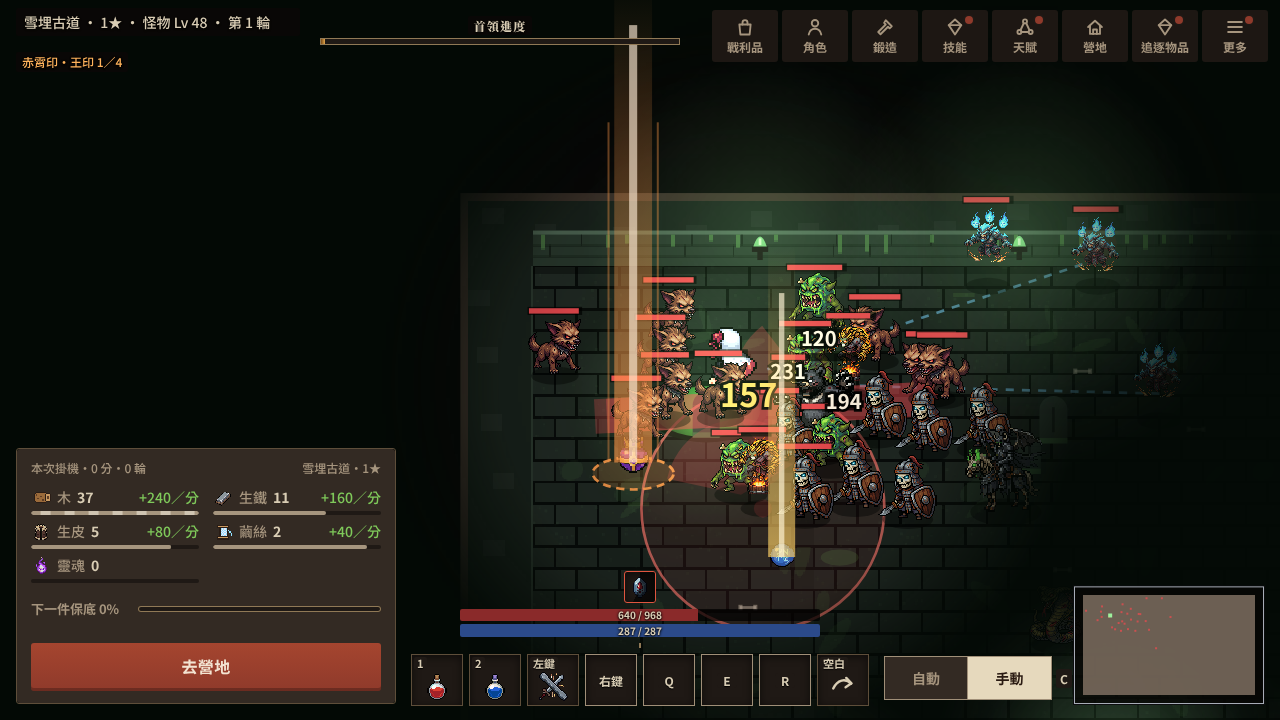 雪埋古道 · 1★ · 怪物 Lv 48 · 第 1 輪
首領進度
戰利品
角色
鍛造
技能
天賦
營地
追逐物品
更多
赤霄印·王印 1／4
120
231
157
194
本次掛機·0 分·0 輪
雪埋古道·1★
木 37 +240／分
生鐵 11 +160／分
生皮 5 +80／分
繭絲 2 +40／分
靈魂 0
下一件保底 0%
去營地
640 / 968
287 / 287
1
2
左鍵
右鍵
Q
E
R
空白
自動
手動
C